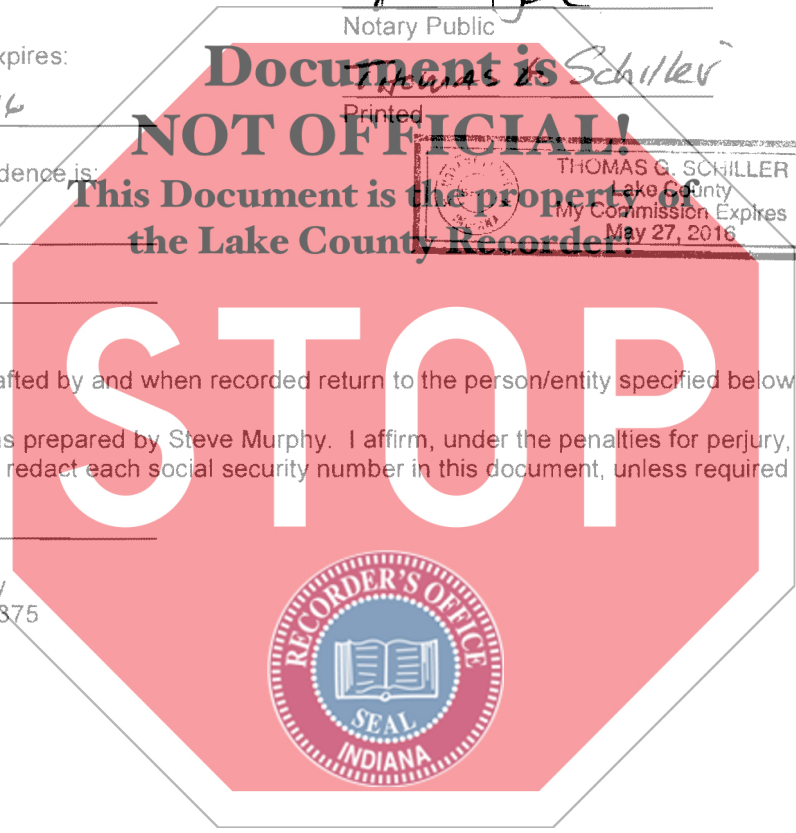 Notary Public
xpires:
Document is
Thomas G Schiller
Printed
NOT OFFICIAL!
THOMAS G. SCHILLER
Lake County
My Commission Expires
May 27, 2016
dence is:
This Document is the property of
the Lake County Recorder!
STOP
afted by and when recorded return to the person/entity specified below
s prepared by Steve Murphy. I affirm, under the penalties for perjury,
redact each social security number in this document, unless required
375
RECORDER'S OFFICE
SEAL
INDIANA